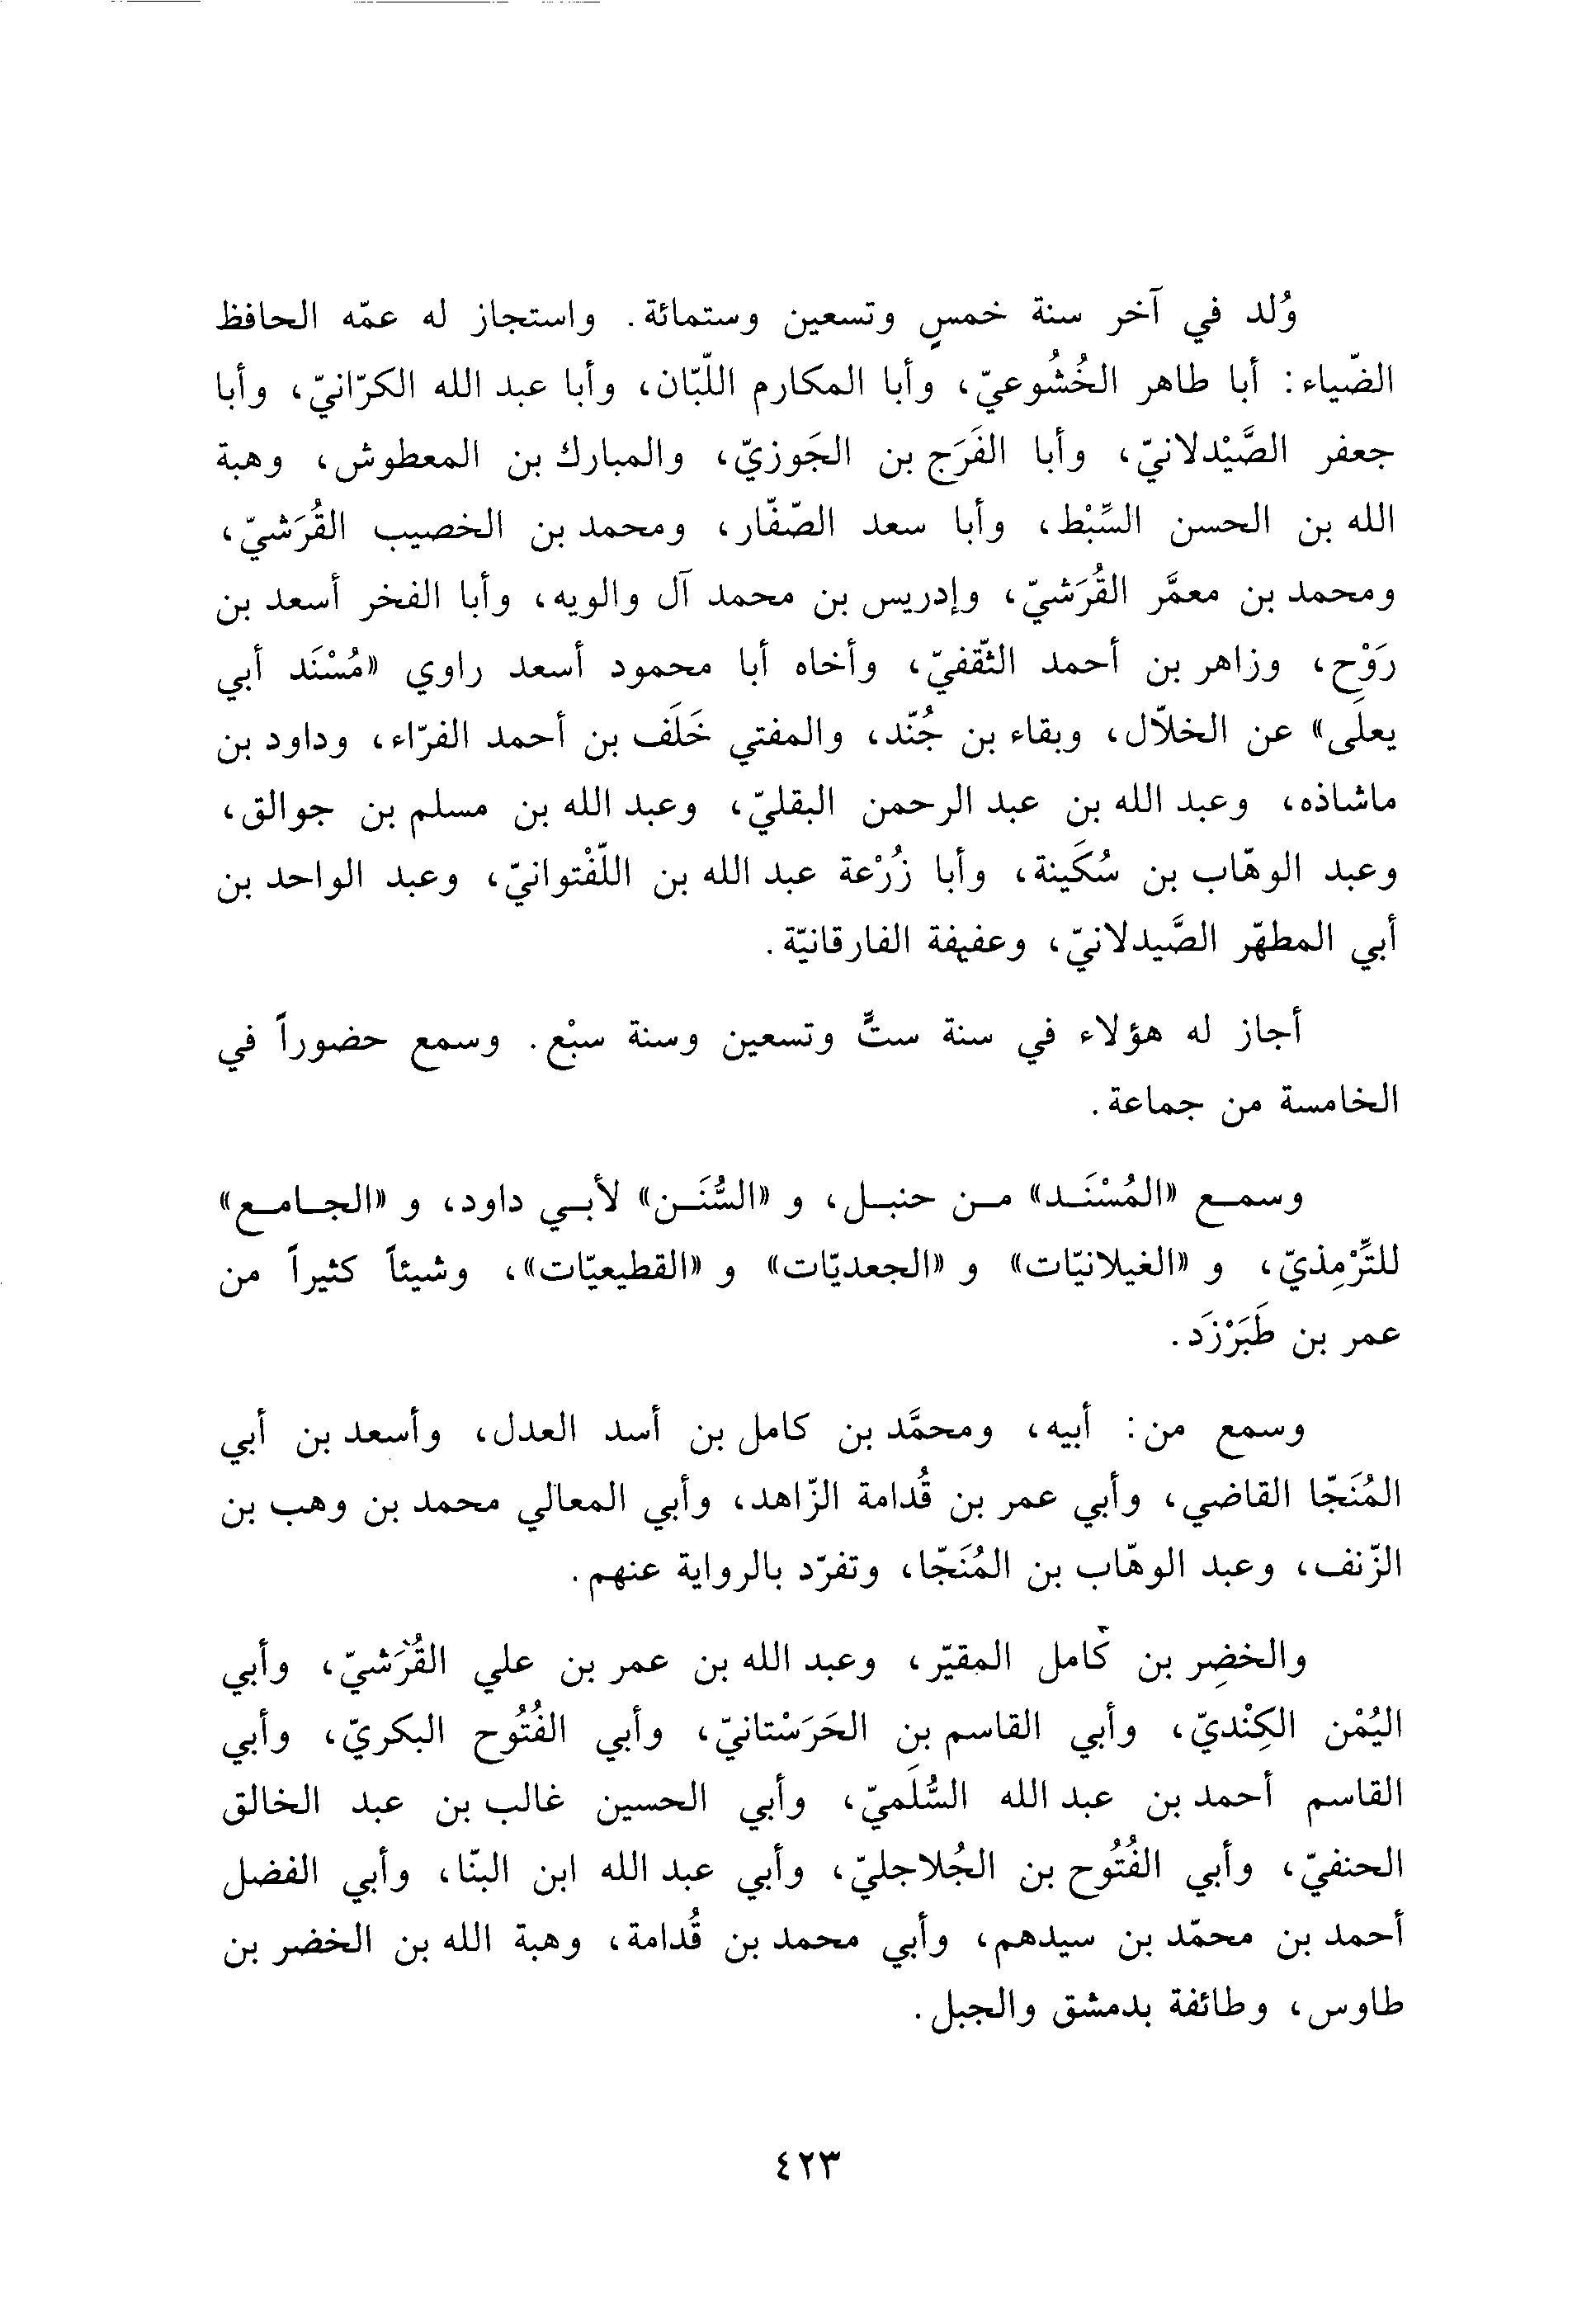 وُلد في آخر سنة خمسٍ وتسعين وستمائة. واستجاز له عمّه الحافظ
الضّياء: أبا طاهر الخُشُوعيّ، وأبا المكارم اللّبّان، وأبا عبد الله الكرّانيّ، وأبا
جعفر الصَّيْدلانيّ، وأبا الفَرَج بن الجَوزيّ، والمبارك بن المعطوش، وهبة
الله بن الحسن السِّبْط، وأبا سعد الصّفّار، ومحمد بن الخصيب القُرَشيّ،
ومحمد بن معمَّر القُرَشيّ، وإدريس بن محمد آل والويه، وأبا الفخر أسعد بن
رَوْح، وزاهر بن أحمد الثّقفيّ، وأخاه أبا محمود أسعد راوي «مُسْنَد أبي
يعلَى» عن الخلاّل، وبقاء بن جُنّد، والمفتي خَلَف بن أحمد الفرّاء، وداود بن
ماشاذه، وعبد الله بن عبد الرحمن البقليّ، وعبد الله بن مسلم بن جوالق،
وعبد الوهّاب بن سُكَينة، وأبا زُرْعة عبد الله بن اللّفْتوانيّ، وعبد الواحد بن
أبي المطهّر الصَّيدلانيّ، وعفيفة الفارقانيّة.
أجاز له هؤلاء في سنة ستٍّ وتسعين وسنة سبْع. وسمع حضوراً في
الخامسة من جماعة.
وسمع «المُسْنَد» من حنبل، و «السُّنَن» لأبي داود، و «الجامع»
للتِّرْمِذيّ، و «الغيلانيّات» و «الجعديّات» و «القطيعيّات»، وشيئاً كثيراً من
عمر بن طَبَرْزَد.
وسمع من: أبيه، ومحمَّد بن كامل بن أسد العدل، وأسعد بن أبي
المُنَجّا القاضي، وأبي عمر بن قُدامة الزّاهد، وأبي المعالي محمد بن وهب بن
الزّنف، وعبد الوهّاب بن المُنَجّا، وتفرّد بالرواية عنهم.
والخضِر بن كامل المقيّر، وعبد الله بن عمر بن علي القُرَشيّ، وأبي
اليُمْن الكِنْديّ، وأبي القاسم بن الحَرَسْتانيّ، وأبي الفُتُوح البكريّ، وأبي
القاسم أحمد بن عبد الله السُّلَميّ، وأبي الحسين غالب بن عبد الخالق
الحنفيّ، وأبي الفُتُوح بن الجُلاجليّ، وأبي عبد الله ابن البنّا، وأبي الفضل
أحمد بن محمّد بن سيدهم، وأبي محمد بن قُدامة، وهبة الله بن الخضر بن
طاوس، وطائفة بدمشق والجبل.
٤٢٣